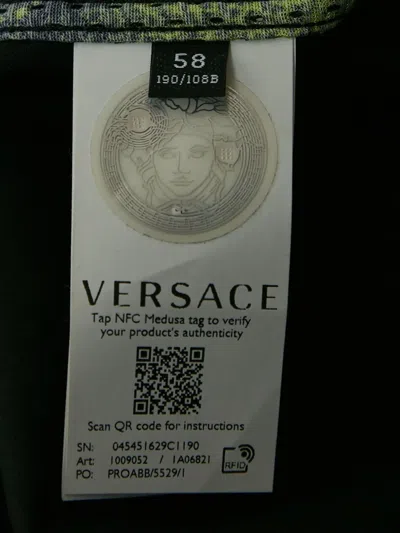 58
190/108B
VERSACE
Tap NFC Medusa tag to verify
your product's authenticity
Scan QR code for instructions
SN: 045451629C1190
Art: 1009052 / 1A06821
PO: PROABB/5529/1
RFID